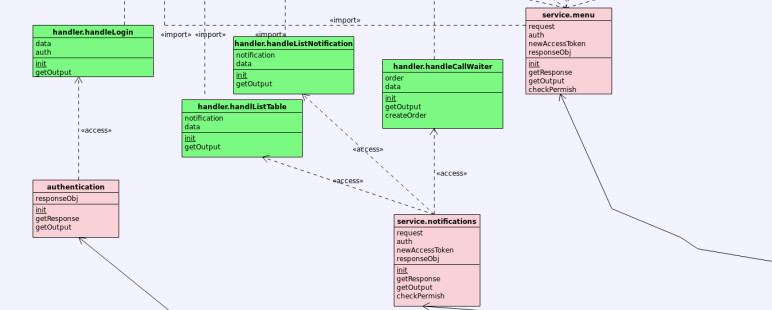 «import»
service.menu
request
auth
newAccessToken
responseObj
init
getResponse
getOutput
checkPermish
handler.handleLogin
data
auth
init
getOutput
«import»
«import»
«import»
handler.handleListNotification
notification
data
init
getOutput
handler.handleCallWaiter
order
data
init
getOutput
createOrder
handler.handlListTable
notification
data
init
getOutput
«access»
«access»
«access»
«access»
authentication
responseObj
init
getResponse
getOutput
service.notifications
request
auth
newAccessToken
responseObj
init
getResponse
getOutput
checkPermish